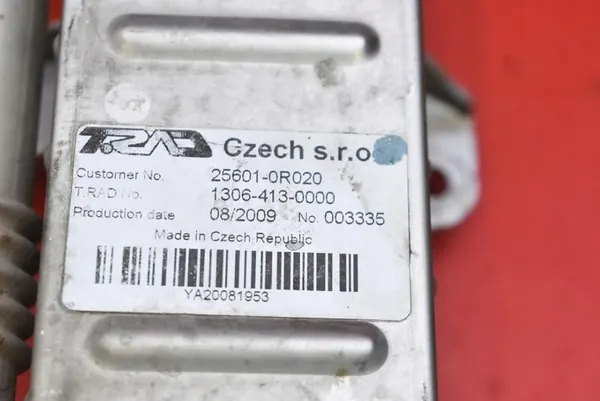 T.RAD Czech s.r.o
Customer No. 25601-0R020
T.RAD No. 1306-413-0000
Production date 08/2009 No. 003335
Made in Czech Republic
YA20081953